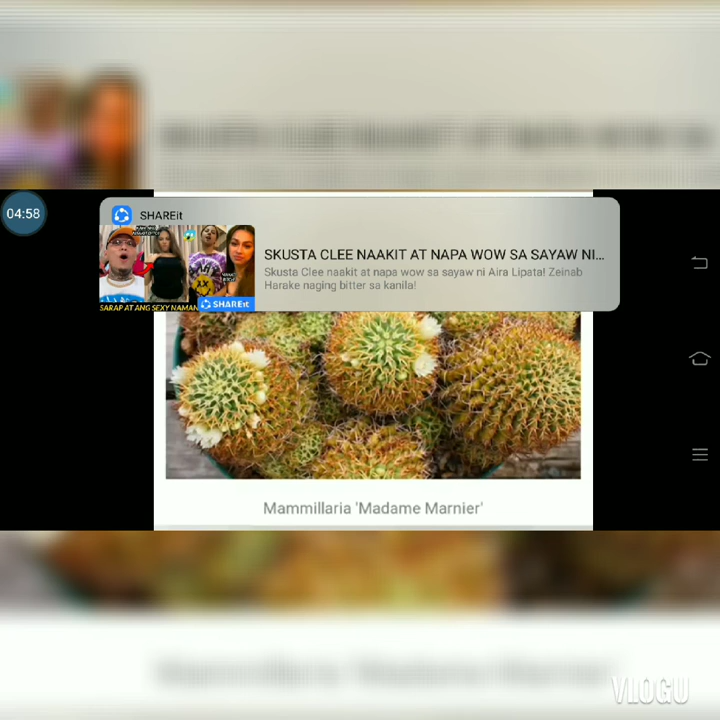 04:58
SHAREit
SKUSTA CLEE NAAKIT AT NAPA WOW SA SAYAW NI...
Skusta Clee naakit at napa wow sa sayaw ni Aira Lipata! Zeinab
Harake naging bitter sa kanila!
SARAP AT ANG SEXY NAMAN
SHAREit
Mammillaria 'Madame Marnier'
VLOGU